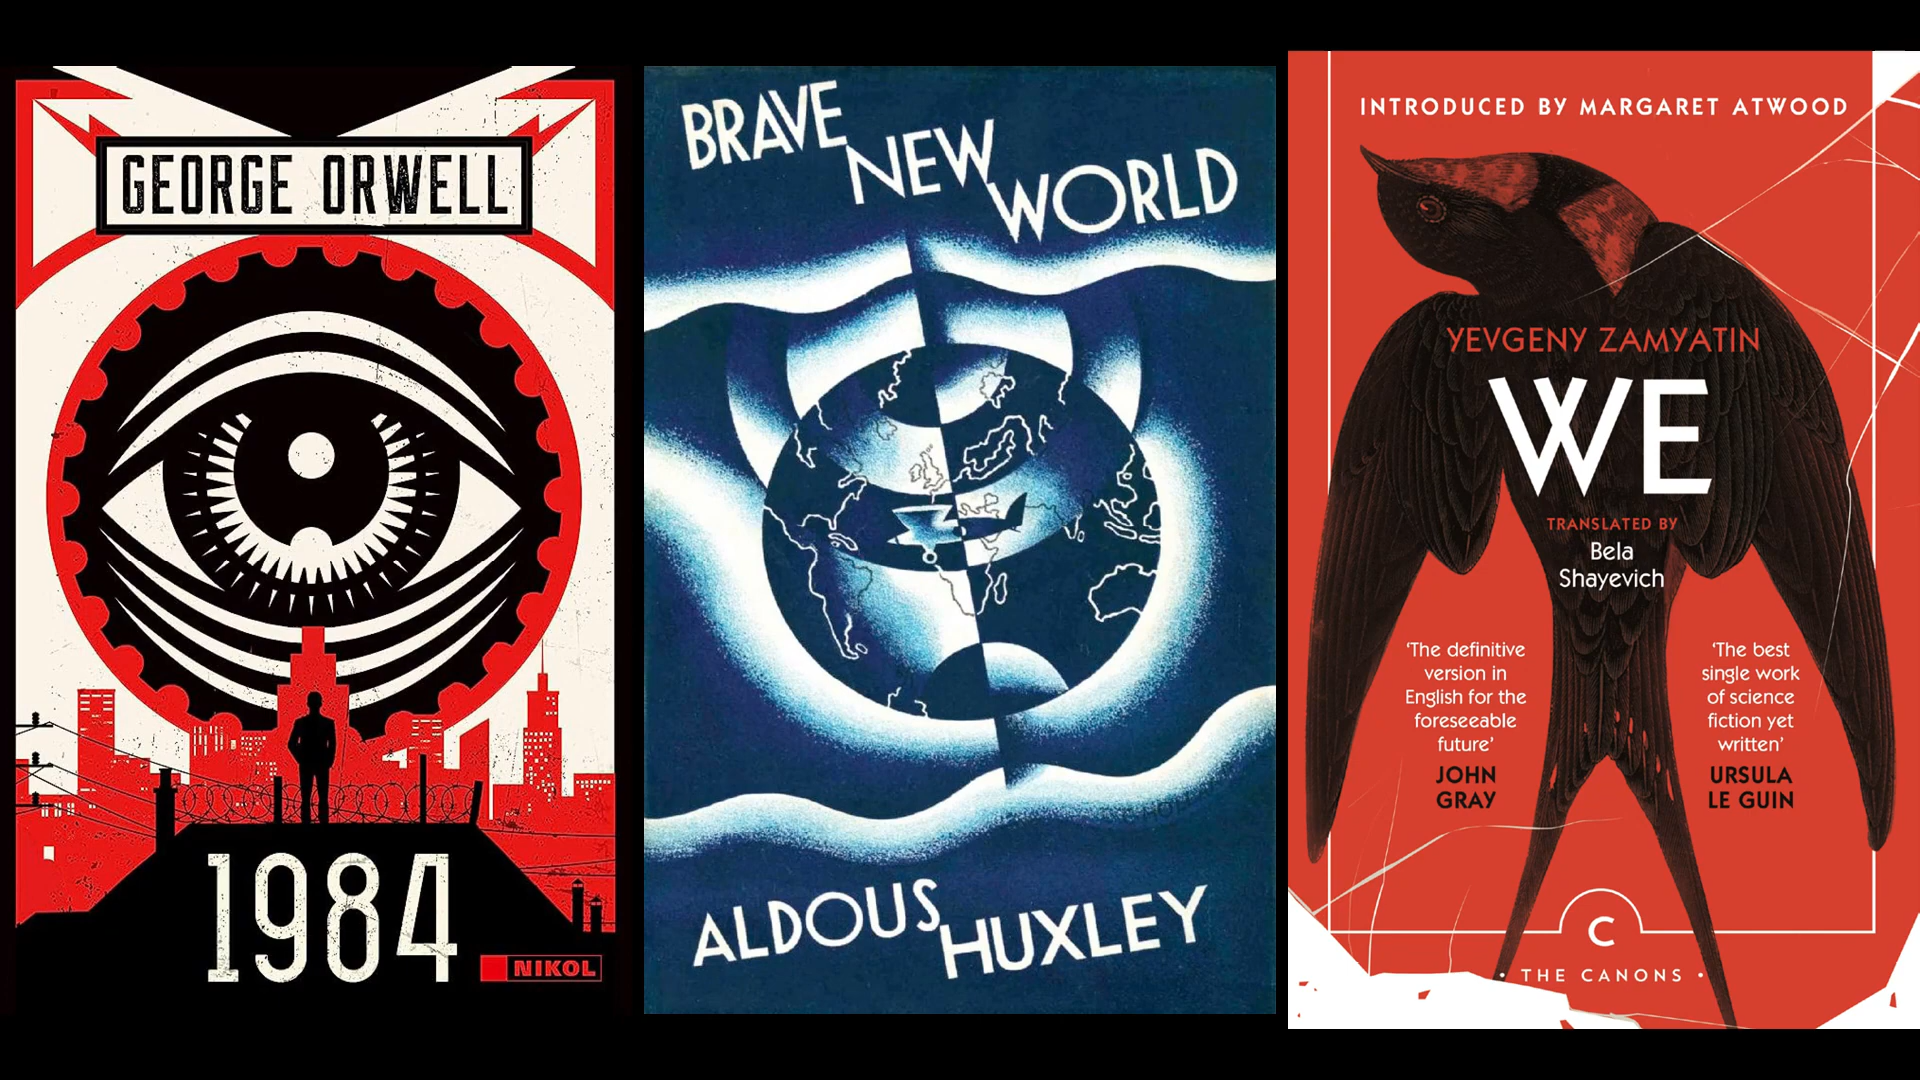 GEORGE ORWELL
1984
NIKOL
BRAVE
NEW
WORLD
ALDOUS
HUXLEY
INTRODUCED BY MARGARET ATWOOD
YEVGENY ZAMYATIN
WE
TRANSLATED BY
Bela
Shayevich
‘The definitive
version in
English for the
foreseeable
future’
JOHN
GRAY
‘The best
single work
of science
fiction yet
written’
URSULA
LE GUIN
C
• THE CANONS •